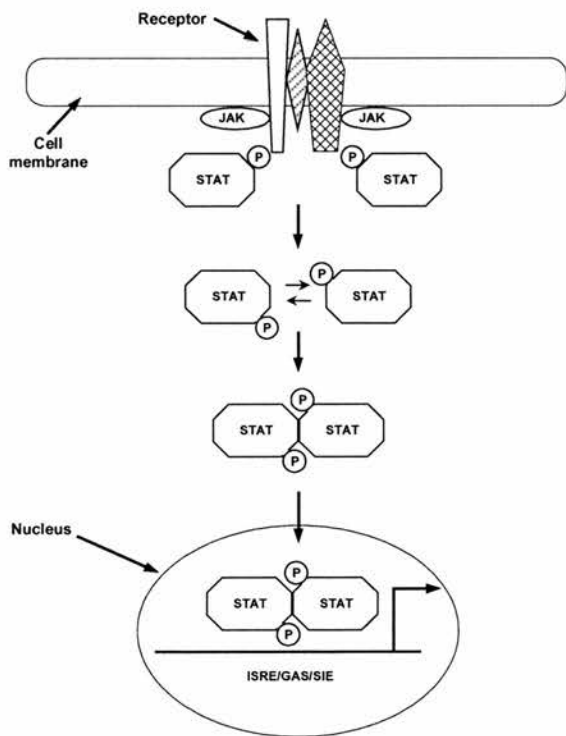 Receptor
JAK
JAK
Cell
membrane
P
P
STAT
STAT
P
STAT
STAT
P
P
STAT
STAT
P
Nucleus
P
STAT
STAT
P
ISRE/GAS/SIE